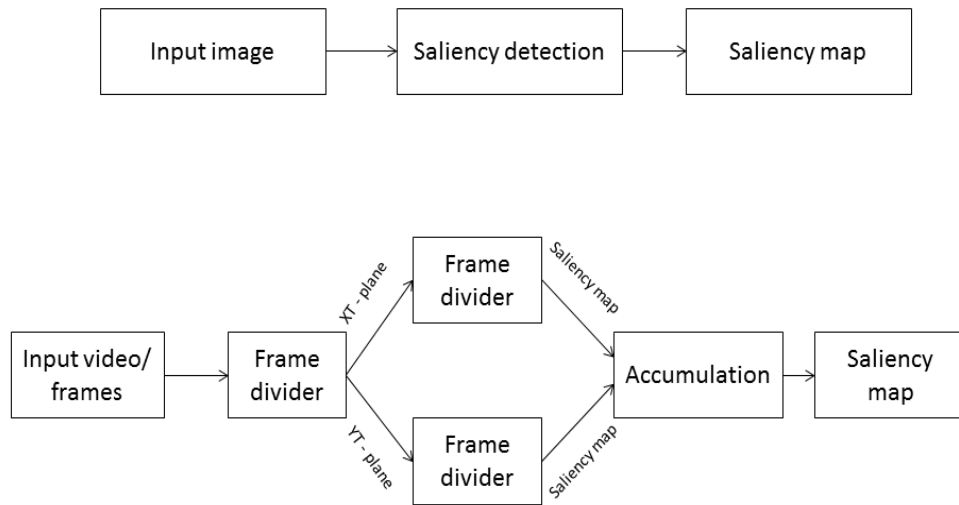 Input image
Saliency detection
Saliency map
Input video/
frames
Frame
divider
XT - plane
YT - plane
Frame
divider
Frame
divider
Saliency map
Saliency map
Accumulation
Saliency
map